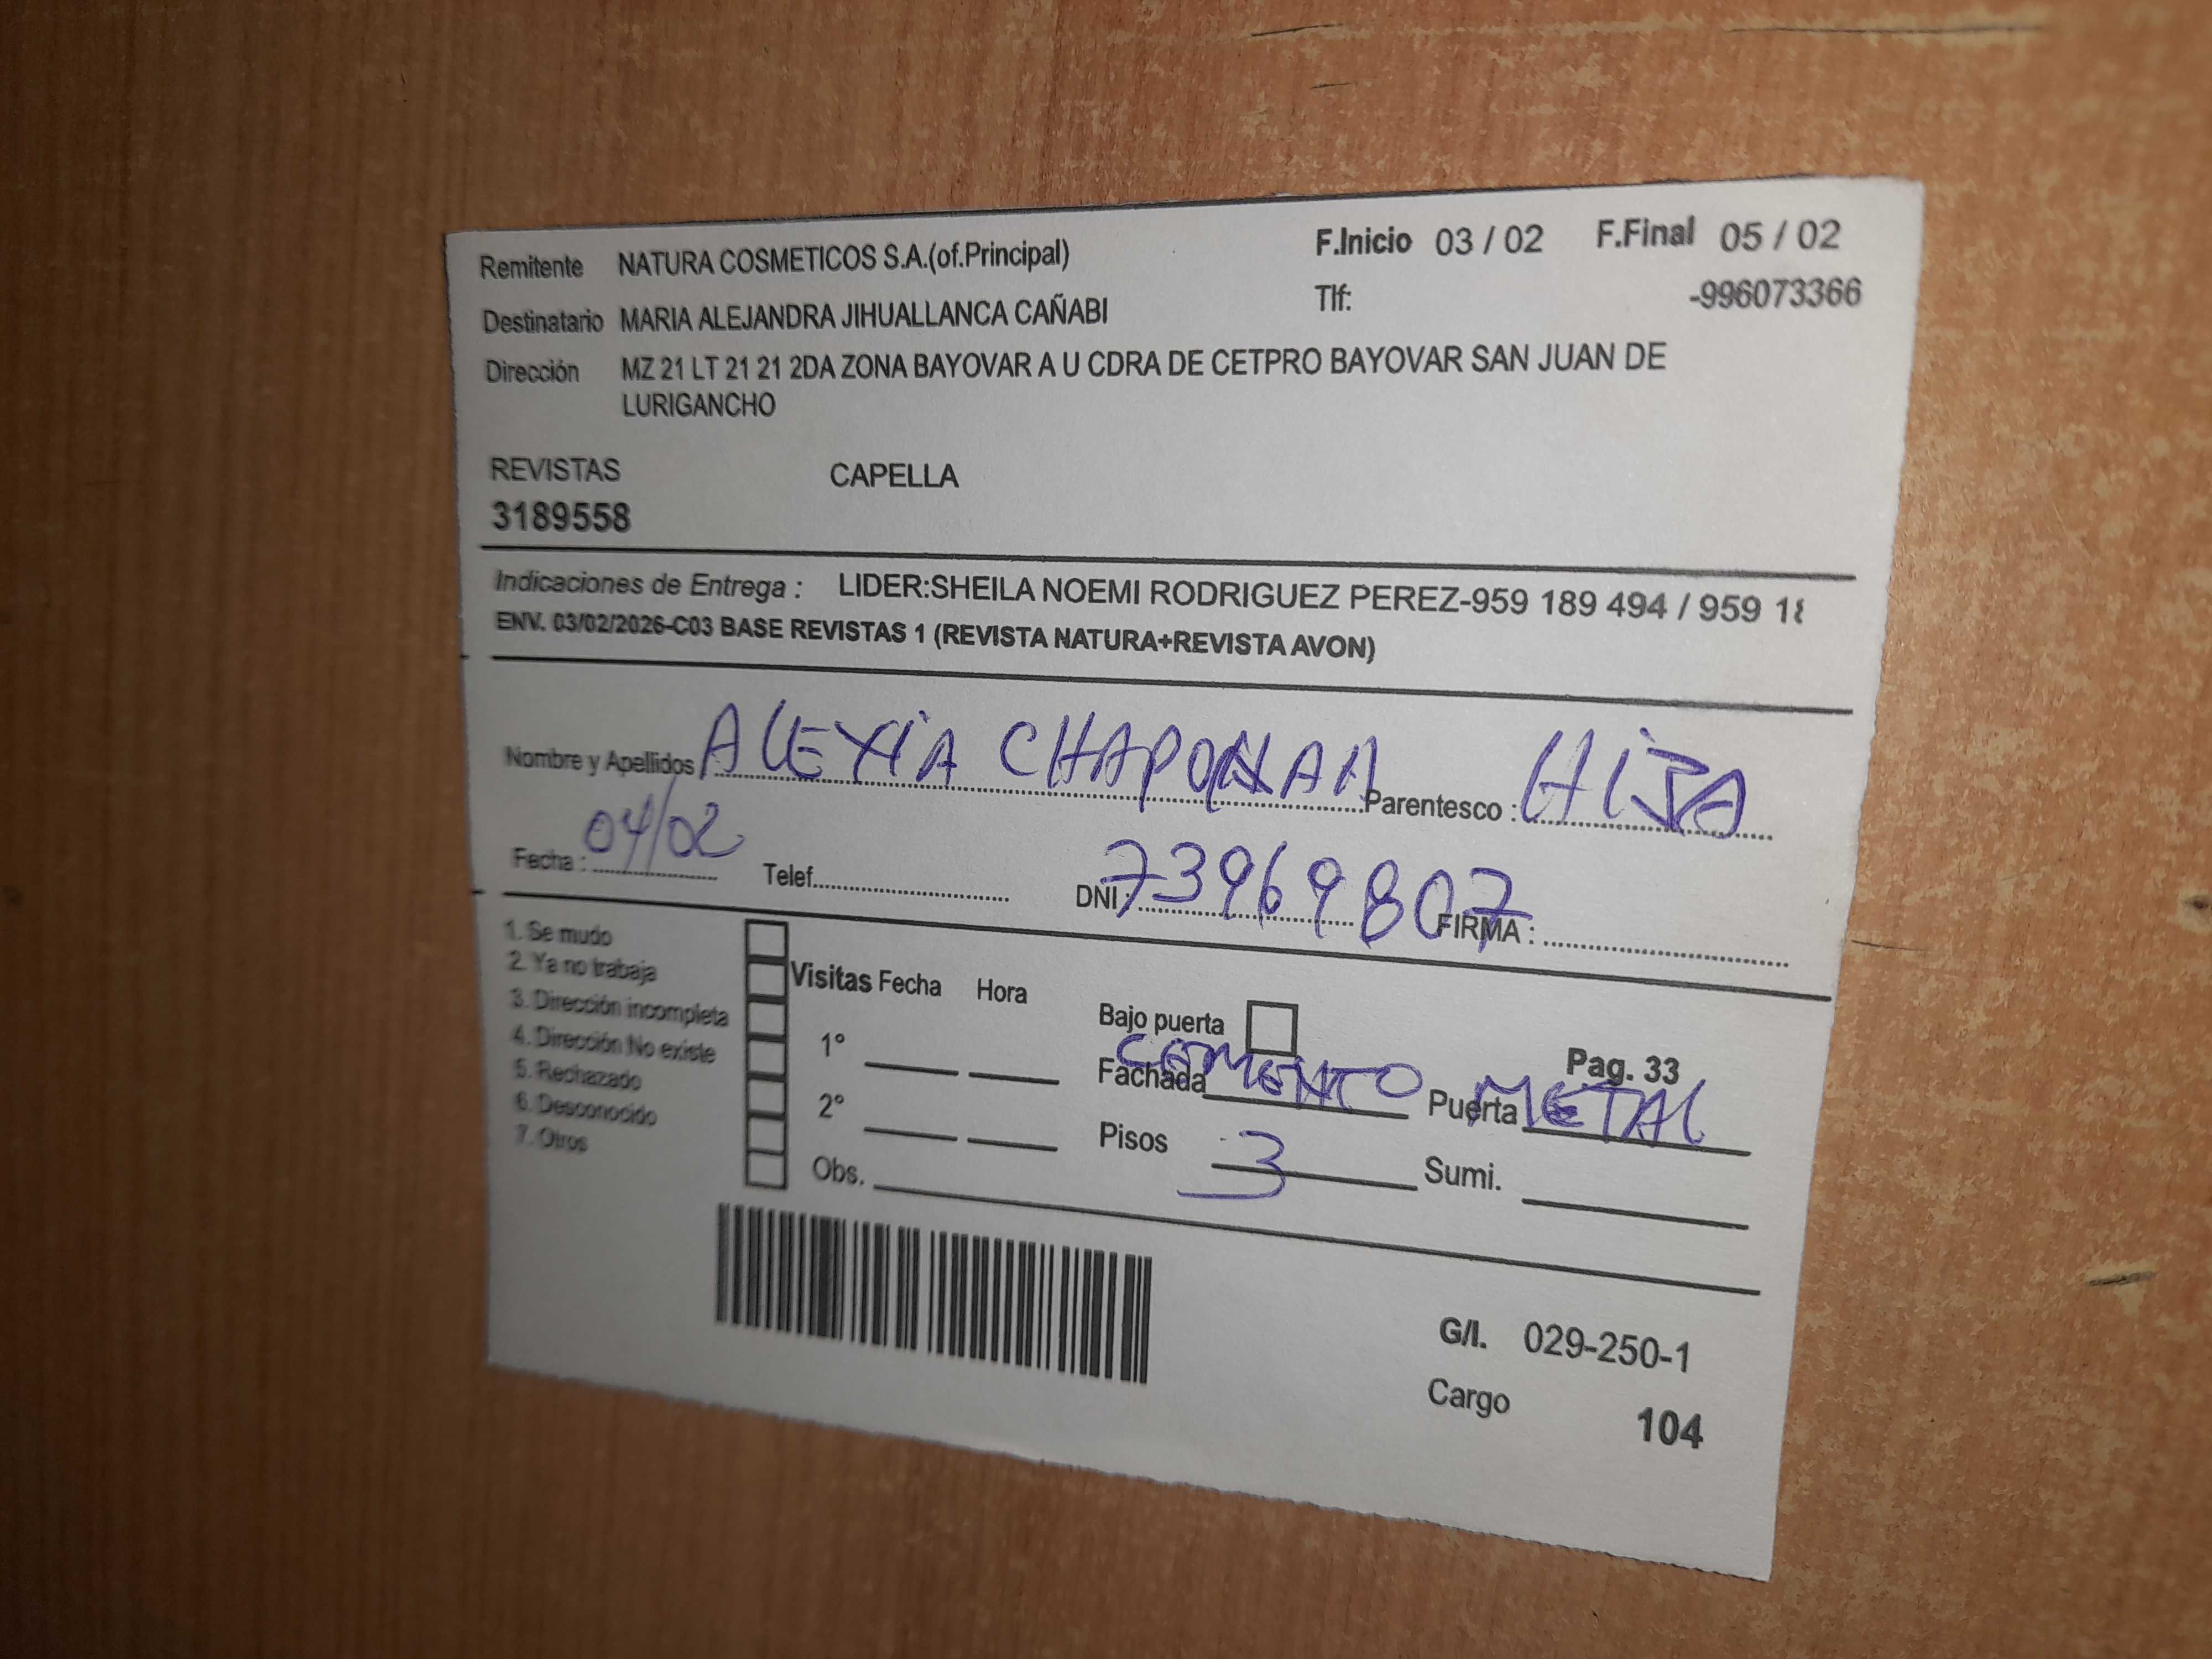 Remitente NATURA COSMETICOS S.A.(of.Principal) F.Inicio 03 / 02 F.Final 05 / 02
Destinatario MARIA ALEJANDRA JIHUALLANCA CAÑABI Tlf: -996073366
Dirección MZ 21 LT 21 21 2DA ZONA BAYOVAR A U CDRA DE CETPRO BAYOVAR SAN JUAN DE
LURIGANCHO
REVISTAS CAPELLA
3189558
Indicaciones de Entrega : LIDER:SHEILA NOEMI RODRIGUEZ PEREZ-959 189 494 / 959 18
ENV. 03/02/2026-C03 BASE REVISTAS 1 (REVISTA NATURA+REVISTA AVON)
Nombre y Apellidos ALEXIA CHAPOÑAN Parentesco : HIJA
Fecha : 04/02 Telef. DNI : 73969807 FIRMA :
1. Se mudo
2. Ya no trabaja
3. Dirección incompleta
4. Dirección No existe
5. Rechazado
6. Desconocido
7. Otros
Visitas Fecha Hora
1°
2°
Obs.
Bajo puerta Pag. 33
Fachada CEMENTO Puerta METAL
Pisos 3 Sumi.
G/I. 029-250-1
Cargo 104